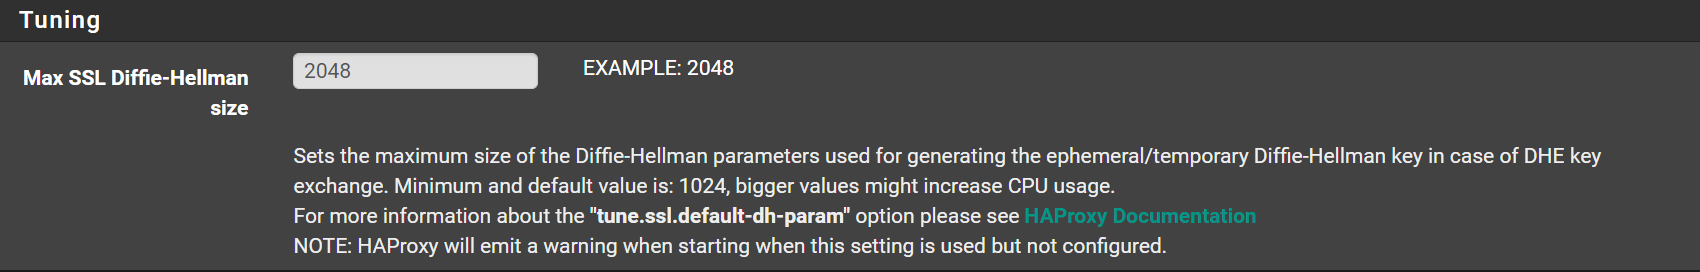 Tuning
Max SSL Diffie-Hellman
size
2048
EXAMPLE: 2048
Sets the maximum size of the Diffie-Hellman parameters used for generating the ephemeral/temporary Diffie-Hellman key in case of DHE key
exchange. Minimum and default value is: 1024, bigger values might increase CPU usage.
For more information about the "tune.ssl.default-dh-param" option please see HAProxy Documentation
NOTE: HAProxy will emit a warning when starting when this setting is used but not configured.